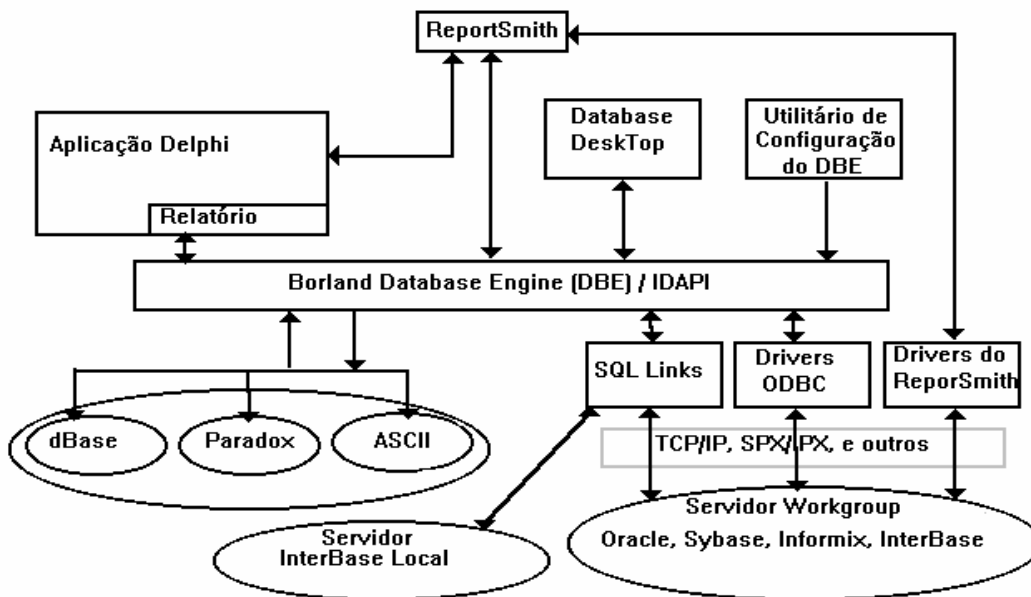 ReportSmith
Aplicação Delphi
Relatório
Database
DeskTop
Utilitário de
Configuração
do DBE
Borland Database Engine (DBE) / IDAPI
SQL Links
Drivers
ODBC
Drivers do
ReporSmith
dBase
Paradox
ASCII
TCP/IP, SPX/IPX, e outros
Servidor
InterBase Local
Servidor Workgroup
Oracle, Sybase, Informix, InterBase